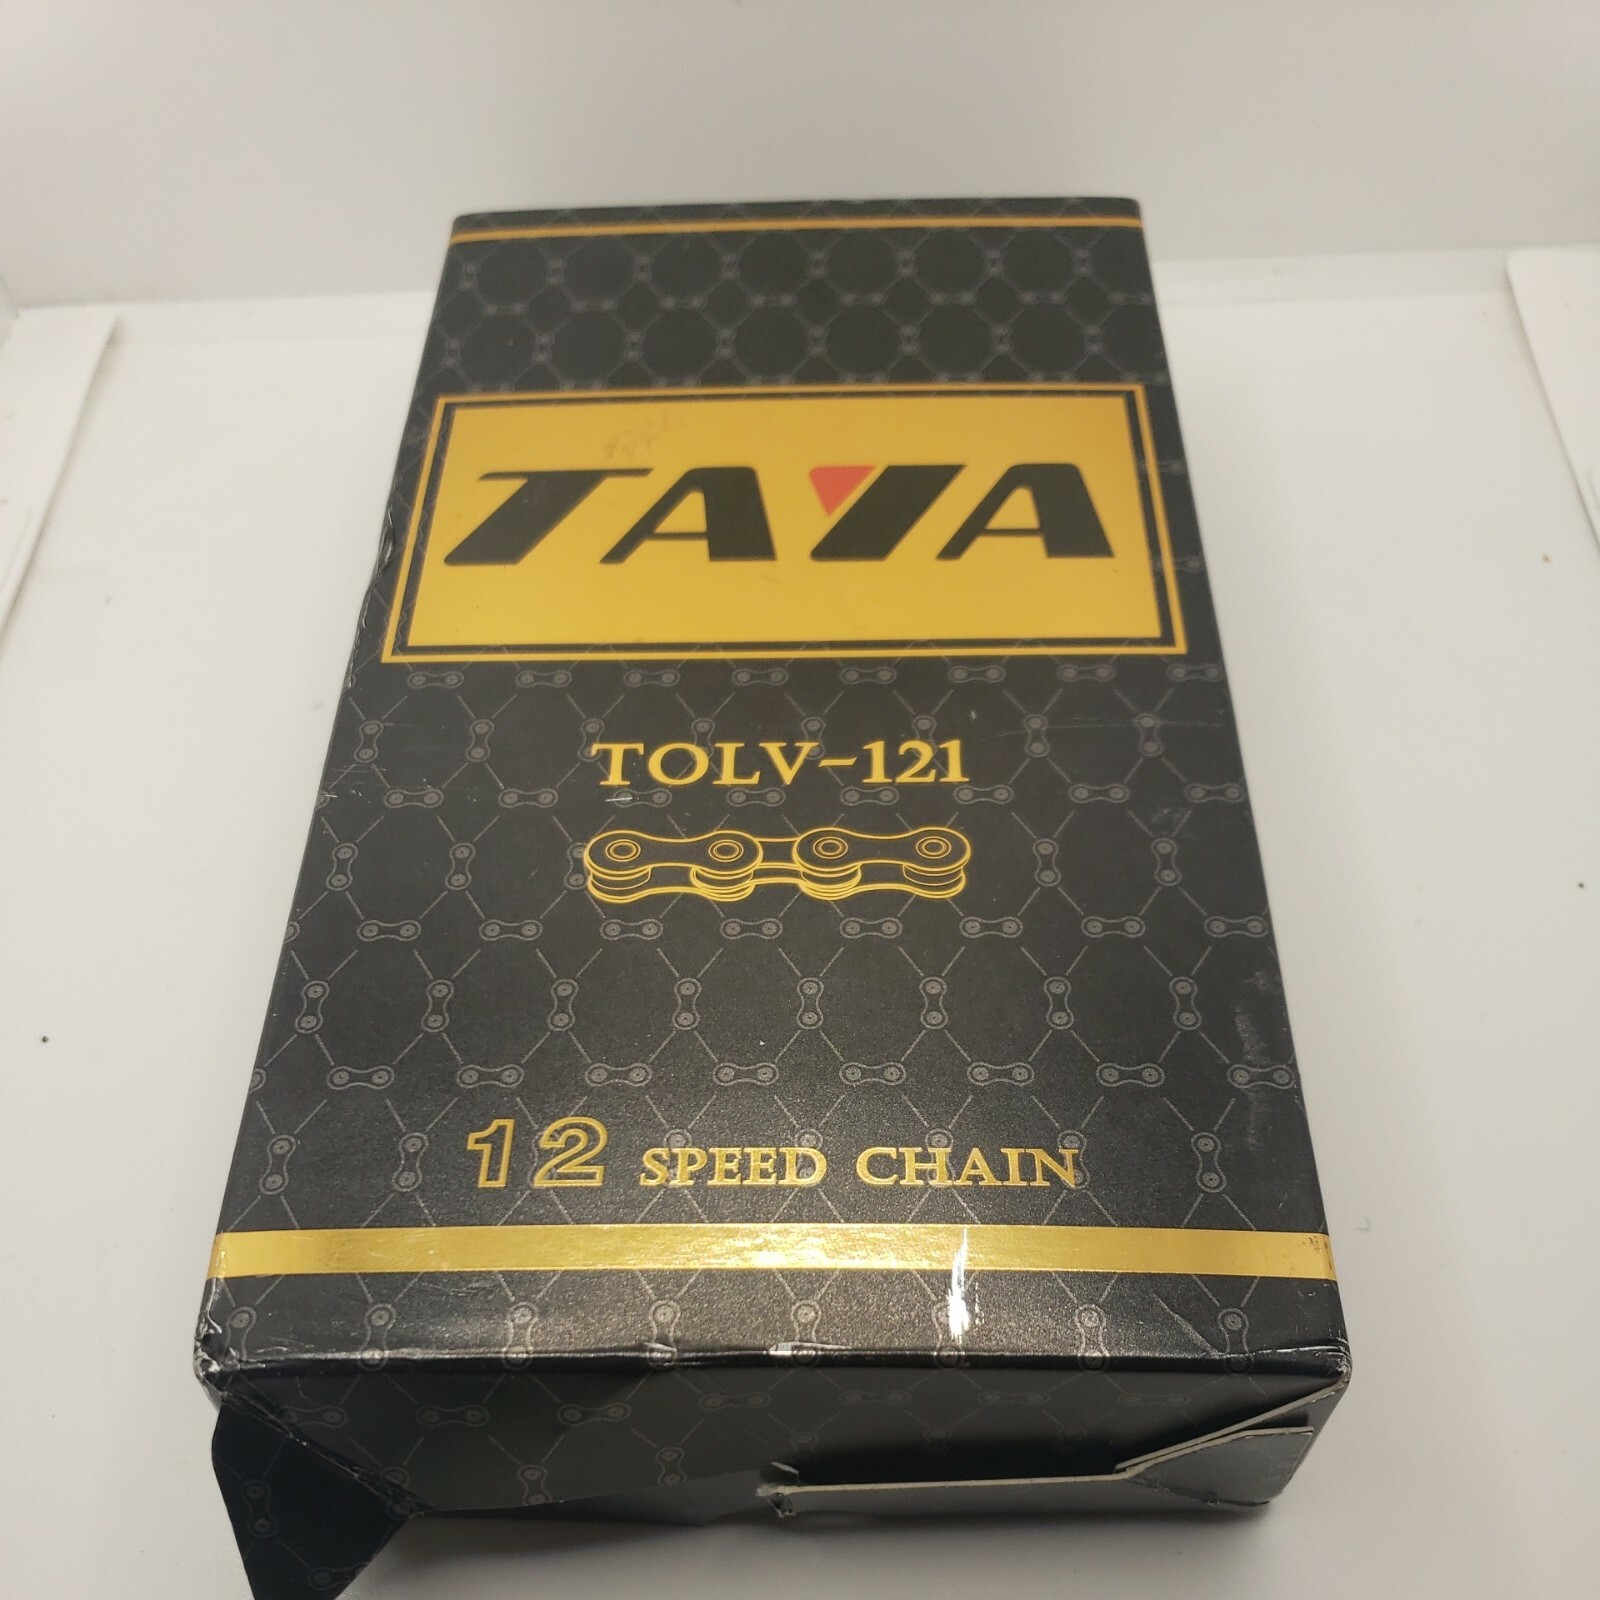 TAYA
TOLV-121
12 SPEED CHAIN